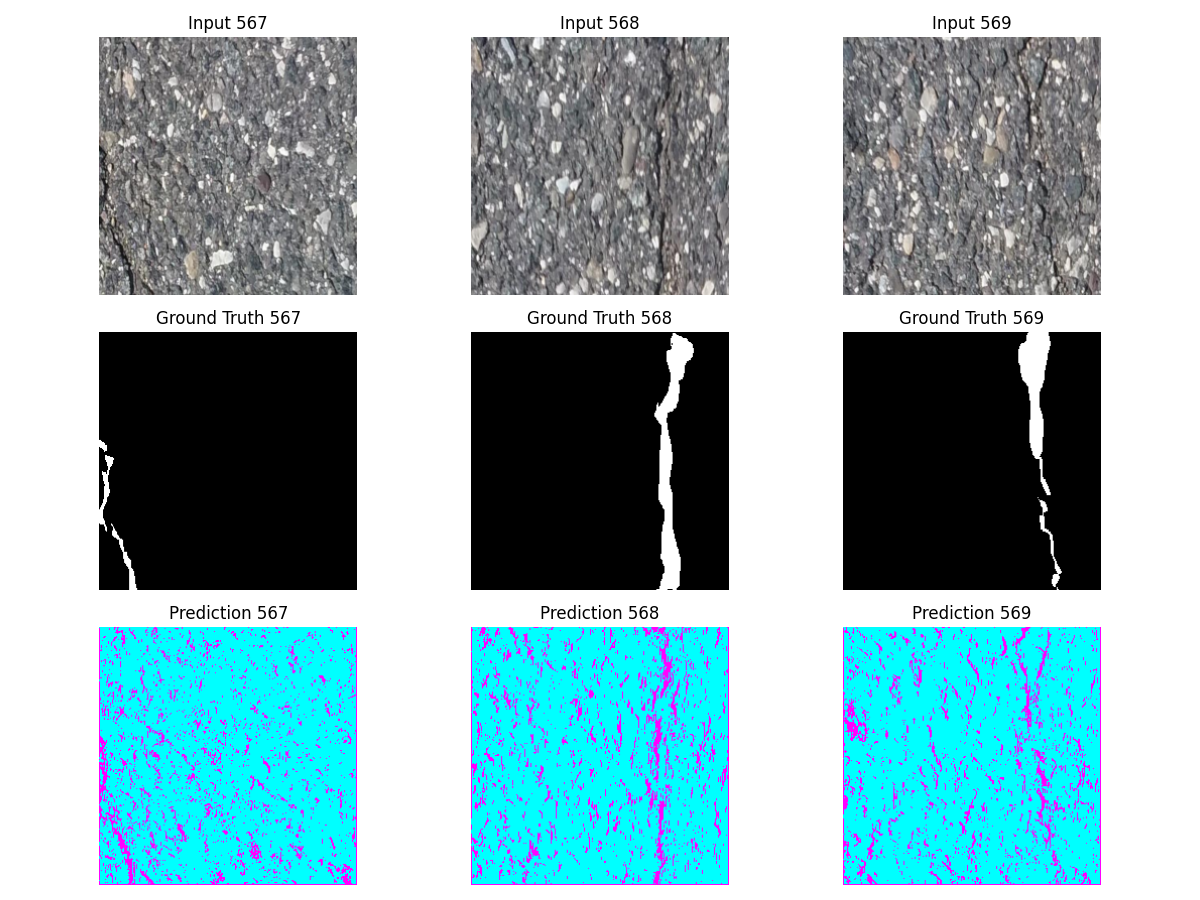 Input 567
Input 568
Input 569
Ground Truth 567
Ground Truth 568
Ground Truth 569
Prediction 567
Prediction 568
Prediction 569